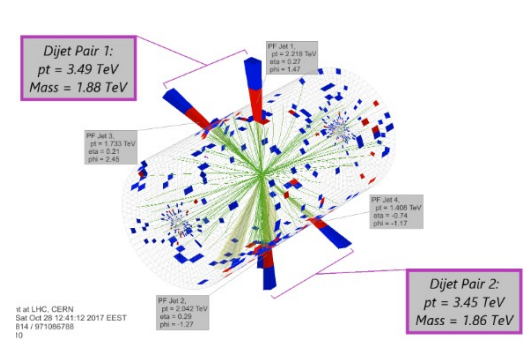 Dijet Pair 1:
pt = 3.49 TeV
Mass = 1.88 TeV
PF Jet 1,
pt = 2.218 TeV
eta = 0.27
phi = 1.47
PF Jet 3,
pt = 1.733 TeV
eta = 0.21
phi = 2.45
PF Jet 4,
pt = 1.408 TeV
eta = -0.74
phi = -1.17
PF Jet 2,
pt = 2.042 TeV
eta = 0.29
phi = -1.27
Dijet Pair 2:
pt = 3.45 TeV
Mass = 1.86 TeV
nt at LHC, CERN
Sat Oct 28 12:41:12 2017 EEST
814 / 971086788
10